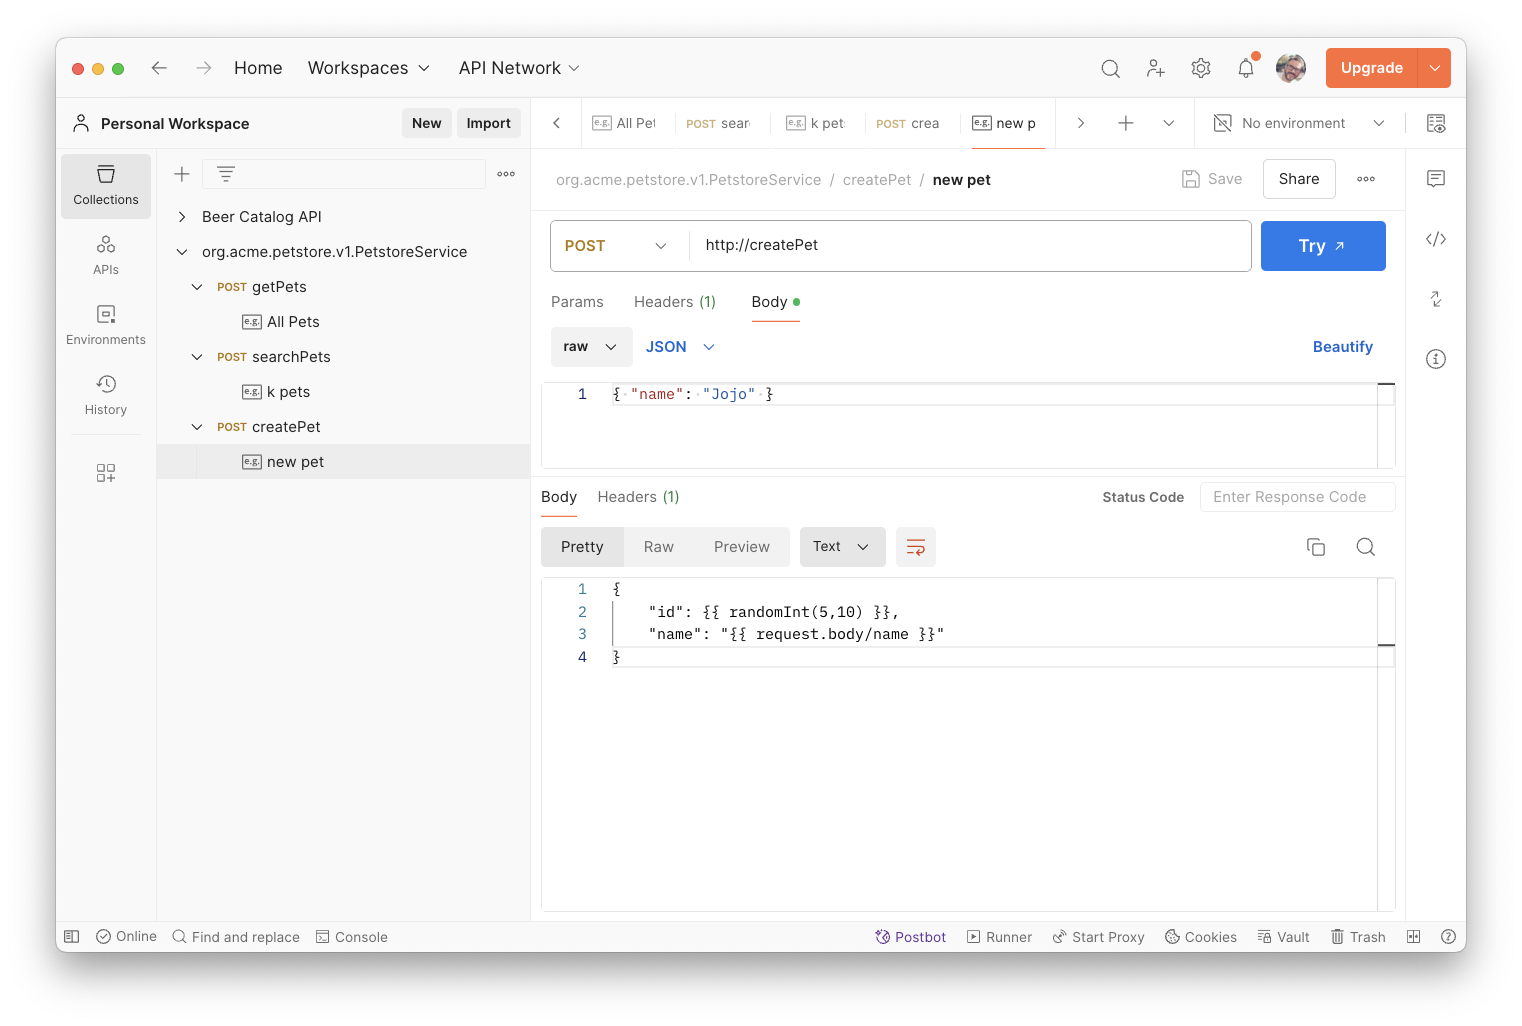 Home Workspaces API Network Upgrade
Personal Workspace New Import
e.g. All Pet POST sear e.g. k pet POST crea e.g. new p No environment
Collections
APIs
Environments
History
Beer Catalog API
org.acme.petstore.v1.PetstoreService
POST getPets
e.g. All Pets
POST searchPets
e.g. k pets
POST createPet
e.g. new pet
org.acme.petstore.v1.PetstoreService / createPet / new pet Save Share
POST http://createPet Try
Params Headers (1) Body
raw JSON Beautify
1 { "name": "Jojo" }
Body Headers (1) Status Code Enter Response Code
Pretty Raw Preview Text
1 {
2 "id": {{ randomInt(5,10) }},
3 "name": "{{ request.body/name }}"
4 }
Online Find and replace Console Postbot Runner Start Proxy Cookies Vault Trash